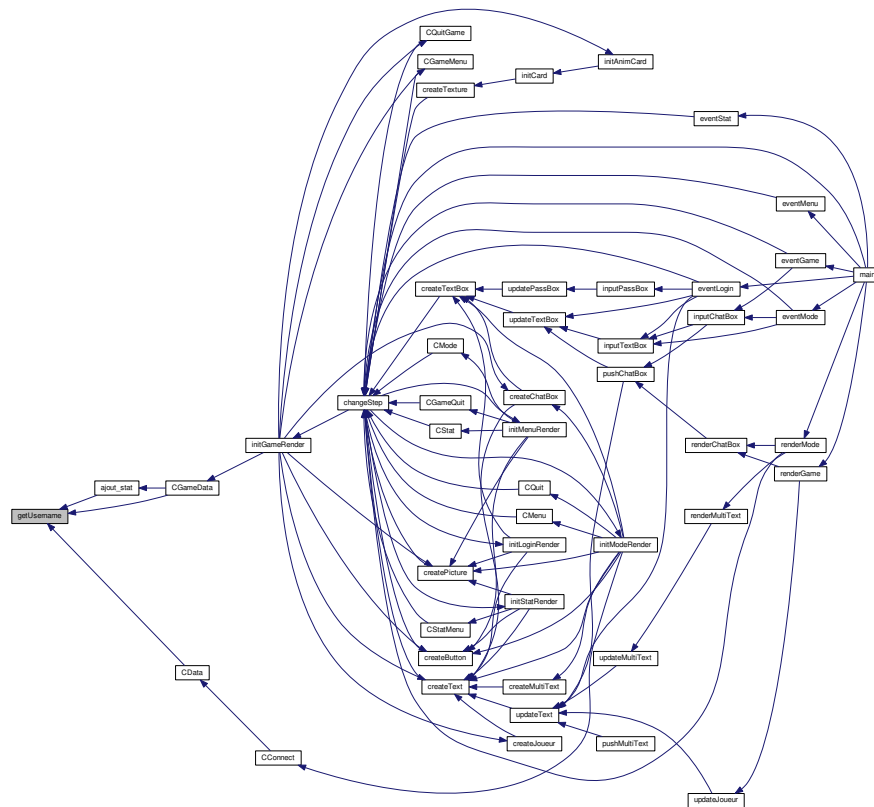 CQuitGame
CGameMenu
initAnimCard
initCard
createTexture
eventStat
eventMenu
eventGame
main
createTextBox
updatePassBox
inputPassBox
eventLogin
updateTextBox
inputChatBox
eventMode
CMode
inputTextBox
pushChatBox
changeStep
CGameQuit
createChatBox
CStat
initMenuRender
initGameRender
renderChatBox
renderMode
renderGame
ajout_stat
CGameData
CQuit
getUsername
CMenu
renderMultiText
initLoginRender
initModeRender
createPicture
initStatRender
CStatMenu
createButton
updateMultiText
CData
createText
createMultiText
updateText
createJoueur
pushMultiText
CConnect
updateJoueur